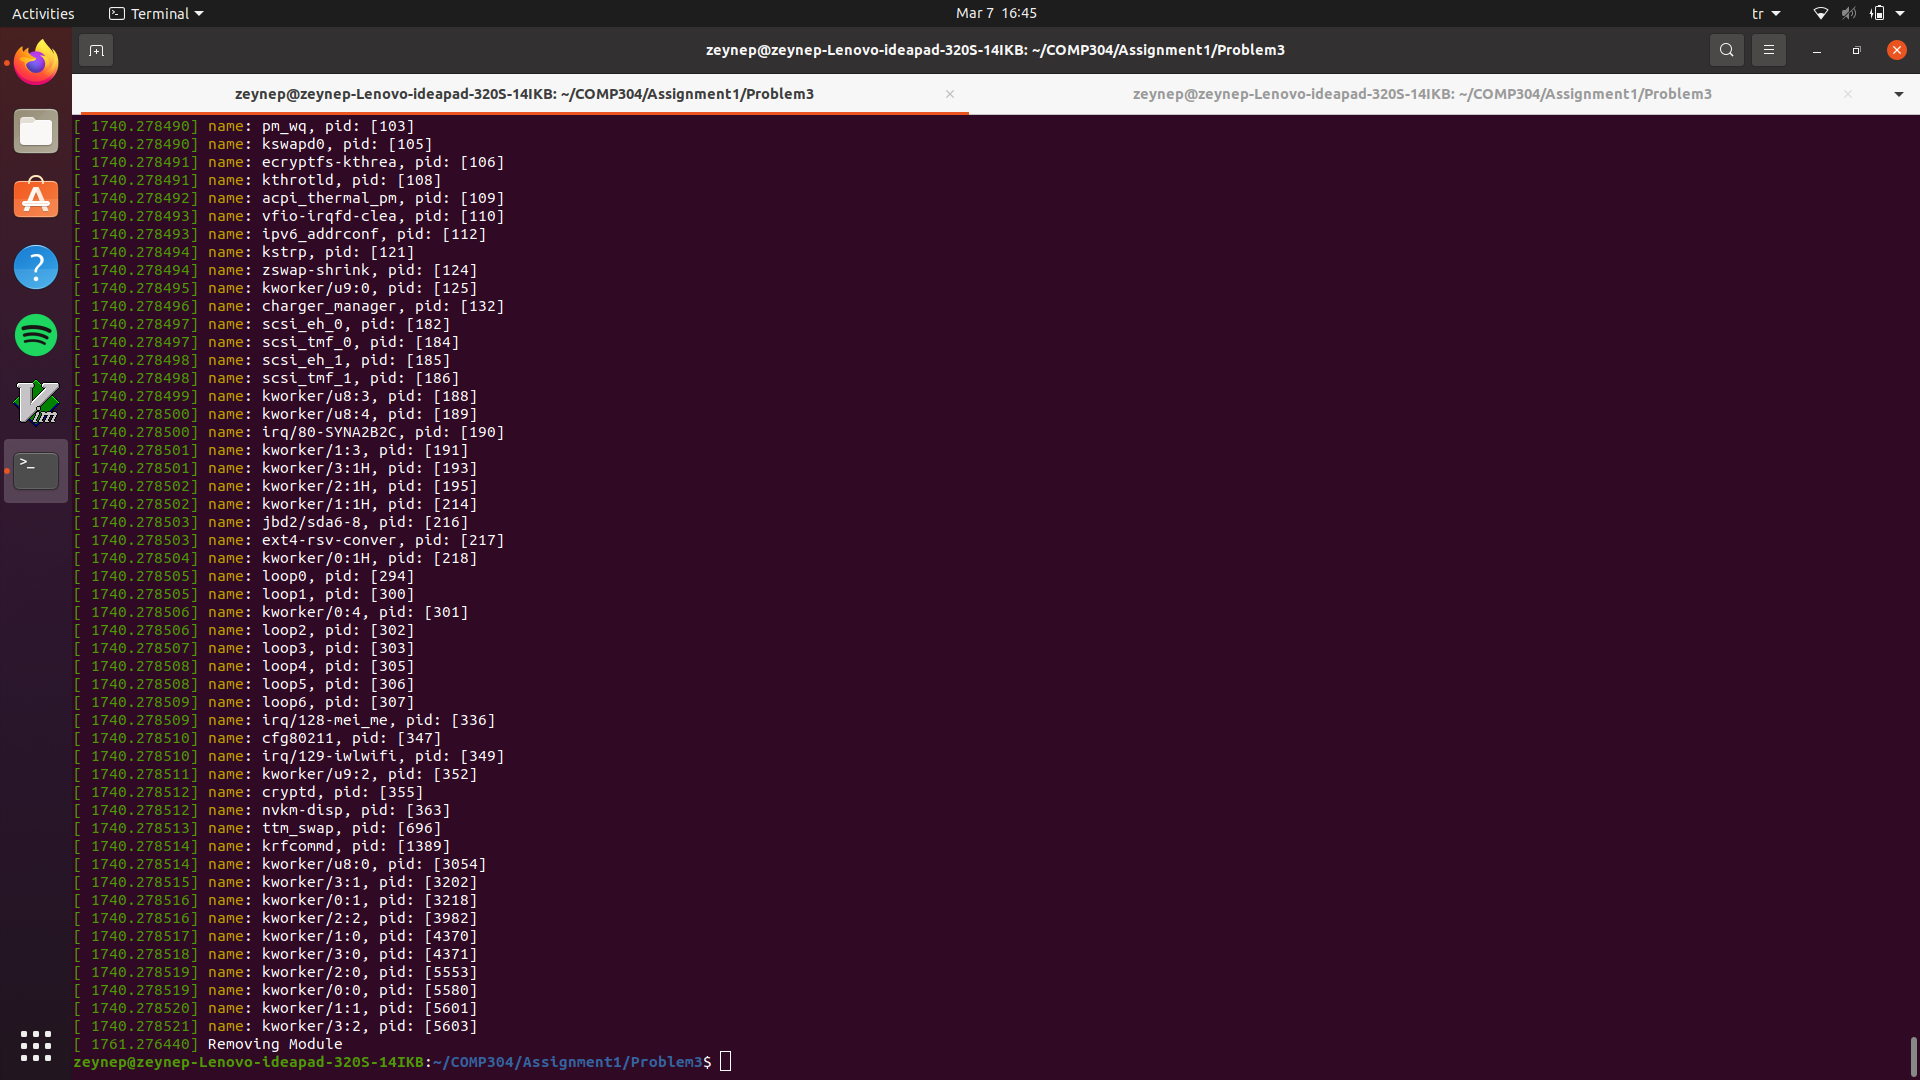 Activities Terminal Mar 7 16:45 tr
zeynep@zeynep-Lenovo-ideapad-320S-14IKB: ~/COMP304/Assignment1/Problem3
zeynep@zeynep-Lenovo-ideapad-320S-14IKB: ~/COMP304/Assignment1/Problem3 zeynep@zeynep-Lenovo-ideapad-320S-14IKB: ~/COMP304/Assignment1/Problem3
[ 1740.278490] name: pm_wq, pid: [103]
[ 1740.278490] name: kswapd0, pid: [105]
[ 1740.278491] name: ecryptfs-kthrea, pid: [106]
[ 1740.278491] name: kthrotld, pid: [108]
[ 1740.278492] name: acpi_thermal_pm, pid: [109]
[ 1740.278493] name: vfio-irqfd-clea, pid: [110]
[ 1740.278493] name: ipv6_addrconf, pid: [112]
[ 1740.278494] name: kstrp, pid: [121]
[ 1740.278494] name: zswap-shrink, pid: [124]
[ 1740.278495] name: kworker/u9:0, pid: [125]
[ 1740.278496] name: charger_manager, pid: [132]
[ 1740.278497] name: scsi_eh_0, pid: [182]
[ 1740.278497] name: scsi_tmf_0, pid: [184]
[ 1740.278498] name: scsi_eh_1, pid: [185]
[ 1740.278498] name: scsi_tmf_1, pid: [186]
[ 1740.278499] name: kworker/u8:3, pid: [188]
[ 1740.278500] name: kworker/u8:4, pid: [189]
[ 1740.278500] name: irq/80-SYNA2B2C, pid: [190]
[ 1740.278501] name: kworker/1:3, pid: [191]
[ 1740.278501] name: kworker/3:1H, pid: [193]
[ 1740.278502] name: kworker/2:1H, pid: [195]
[ 1740.278502] name: kworker/1:1H, pid: [214]
[ 1740.278503] name: jbd2/sda6-8, pid: [216]
[ 1740.278503] name: ext4-rsv-conver, pid: [217]
[ 1740.278504] name: kworker/0:1H, pid: [218]
[ 1740.278505] name: loop0, pid: [294]
[ 1740.278505] name: loop1, pid: [300]
[ 1740.278506] name: kworker/0:4, pid: [301]
[ 1740.278506] name: loop2, pid: [302]
[ 1740.278507] name: loop3, pid: [303]
[ 1740.278508] name: loop4, pid: [305]
[ 1740.278508] name: loop5, pid: [306]
[ 1740.278509] name: loop6, pid: [307]
[ 1740.278509] name: irq/128-mei_me, pid: [336]
[ 1740.278510] name: cfg80211, pid: [347]
[ 1740.278510] name: irq/129-iwlwifi, pid: [349]
[ 1740.278511] name: kworker/u9:2, pid: [352]
[ 1740.278512] name: cryptd, pid: [355]
[ 1740.278512] name: nvkm-disp, pid: [363]
[ 1740.278513] name: ttm_swap, pid: [696]
[ 1740.278514] name: krfcommd, pid: [1389]
[ 1740.278514] name: kworker/u8:0, pid: [3054]
[ 1740.278515] name: kworker/3:1, pid: [3202]
[ 1740.278516] name: kworker/0:1, pid: [3218]
[ 1740.278516] name: kworker/2:2, pid: [3982]
[ 1740.278517] name: kworker/1:0, pid: [4370]
[ 1740.278518] name: kworker/3:0, pid: [4371]
[ 1740.278519] name: kworker/2:0, pid: [5553]
[ 1740.278519] name: kworker/0:0, pid: [5580]
[ 1740.278520] name: kworker/1:1, pid: [5601]
[ 1740.278521] name: kworker/3:2, pid: [5603]
[ 1761.276440] Removing Module
zeynep@zeynep-Lenovo-ideapad-320S-14IKB:~/COMP304/Assignment1/Problem3$